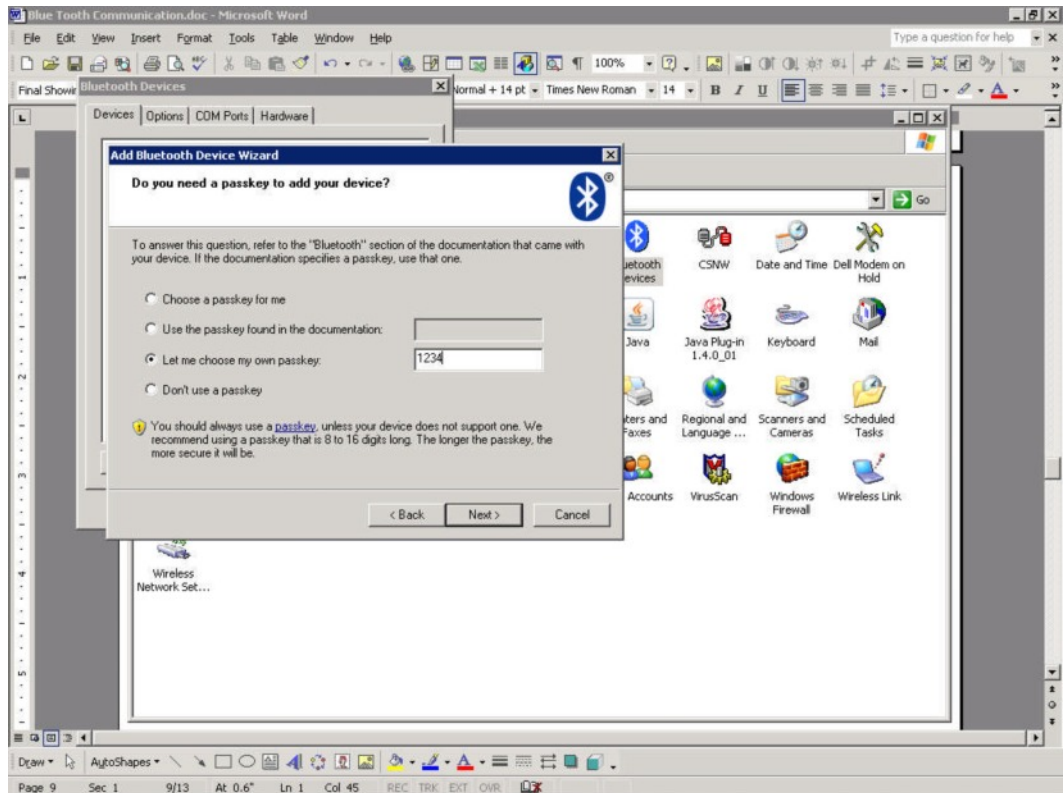 Blue Tooth Communication.doc - Microsoft Word
File Edit View Insert Format Tools Table Window Help
Type a question for help
100%
Final Showin
Normal + 14 pt
Times New Roman
14
B I U
A
Bluetooth Devices
Devices Options COM Ports Hardware
Go
Add Bluetooth Device Wizard
Do you need a passkey to add your device?
To answer this question, refer to the "Bluetooth" section of the documentation that came with
your device. If the documentation specifies a passkey, use that one.
Choose a passkey for me
Use the passkey found in the documentation:
Let me choose my own passkey: 1234
Don't use a passkey
You should always use a passkey, unless your device does not support one. We
recommend using a passkey that is 8 to 16 digits long. The longer the passkey, the
more secure it will be.
< Back Next > Cancel
uetooth CSNW Date and Time Dell Modem on
evices Hold
Java Java Plug-in Keyboard Mail
1.4.0_01
ters and Regional and Scanners and Scheduled
Faxes Language ... Cameras Tasks
Accounts VirusScan Windows Wireless Link
Firewall
Wireless
Network Set...
Draw AutoShapes
Page 9 Sec 1 9/13 At 0.6" Ln 1 Col 45 REC TRK EXT OVR